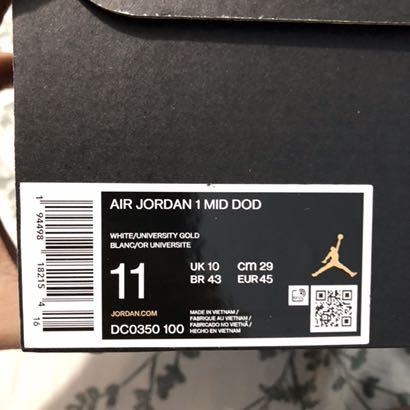 AIR JORDAN 1 MID DOD
WHITE/UNIVERSITY GOLD
BLANC/OR UNIVERSITE
11
UK 10 cm 29
BR 43 EUR 45
JORDAN.COM
DC0350 100
MADE IN VIETNAM /
FABRIQUÉ AU VIETNAM /
FABRICADO NO VIETNÃ /
HECHO EN VIETNAM
1 94498 18215 4
16